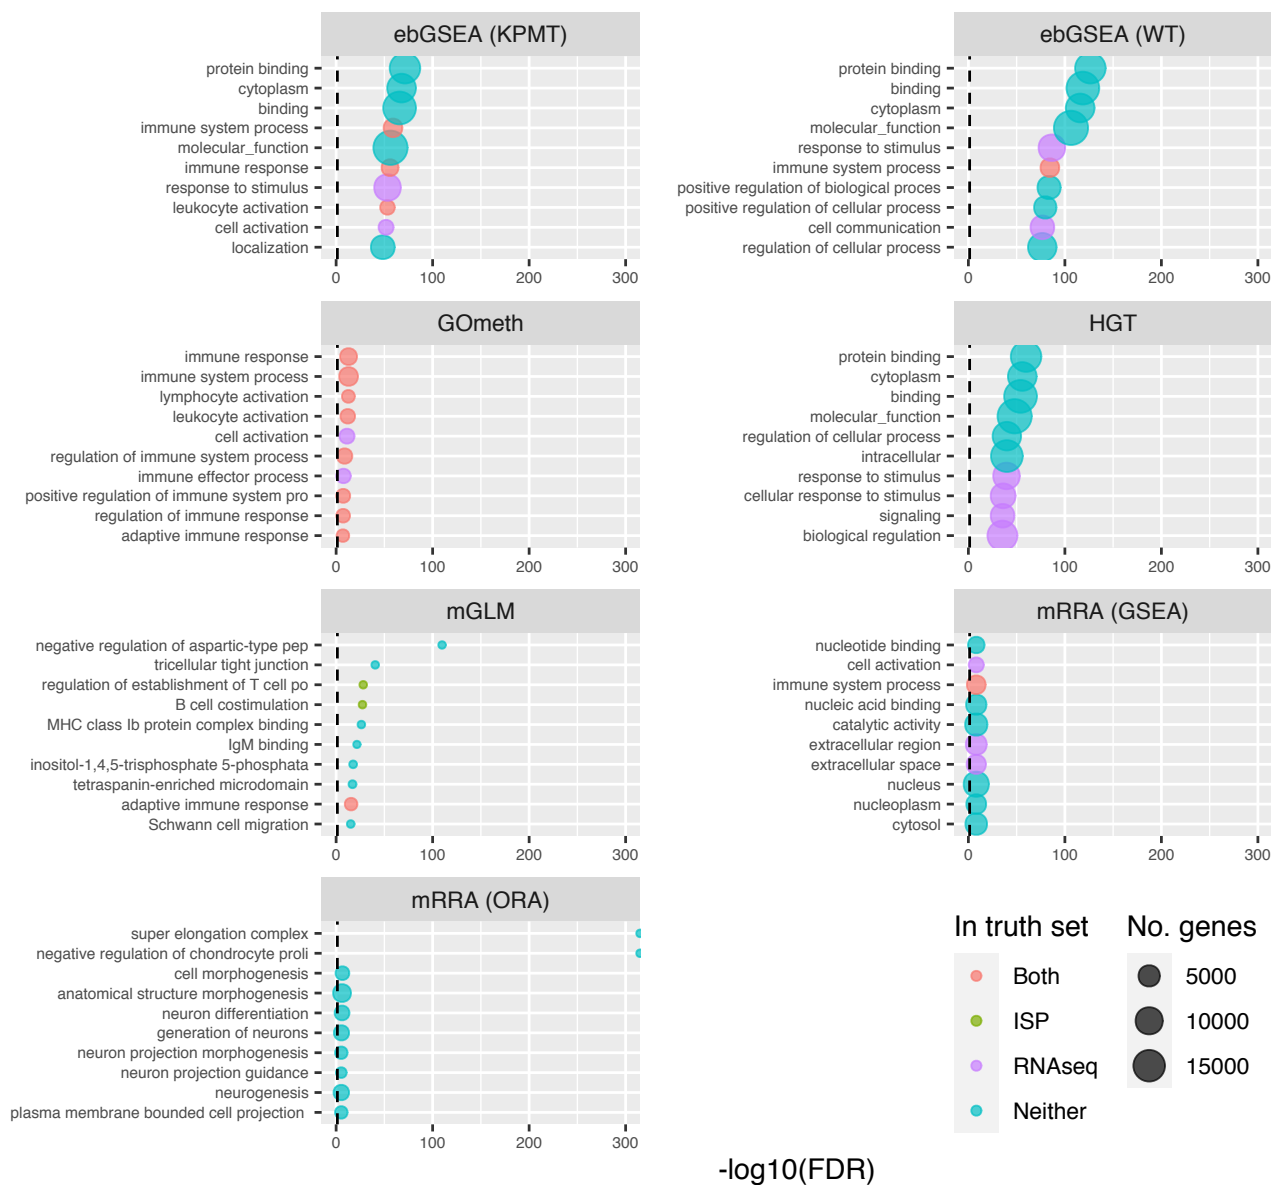 ebGSEA (KPMT)
protein binding
cytoplasm
binding
immune system process
molecular_function
immune response
response to stimulus
leukocyte activation
cell activation
localization
0 100 200 300
ebGSEA (WT)
protein binding
binding
cytoplasm
molecular_function
response to stimulus
immune system process
positive regulation of biological proces
positive regulation of cellular process
cell communication
regulation of cellular process
0 100 200 300
GOmeth
immune response
immune system process
lymphocyte activation
leukocyte activation
cell activation
regulation of immune system process
immune effector process
positive regulation of immune system pro
regulation of immune response
adaptive immune response
0 100 200 300
HGT
protein binding
cytoplasm
binding
molecular_function
regulation of cellular process
intracellular
response to stimulus
cellular response to stimulus
signaling
biological regulation
0 100 200 300
mGLM
negative regulation of aspartic-type pep
tricellular tight junction
regulation of establishment of T cell po
B cell costimulation
MHC class Ib protein complex binding
IgM binding
inositol-1,4,5-trisphosphate 5-phosphata
tetraspanin-enriched microdomain
adaptive immune response
Schwann cell migration
0 100 200 300
mRRA (GSEA)
nucleotide binding
cell activation
immune system process
nucleic acid binding
catalytic activity
extracellular region
extracellular space
nucleus
nucleoplasm
cytosol
0 100 200 300
mRRA (ORA)
super elongation complex
negative regulation of chondrocyte proli
cell morphogenesis
anatomical structure morphogenesis
neuron differentiation
generation of neurons
neuron projection morphogenesis
neuron projection guidance
neurogenesis
plasma membrane bounded cell projection
0 100 200 300
In truth set
Both
ISP
RNAseq
Neither
No. genes
5000
10000
15000
-log10(FDR)